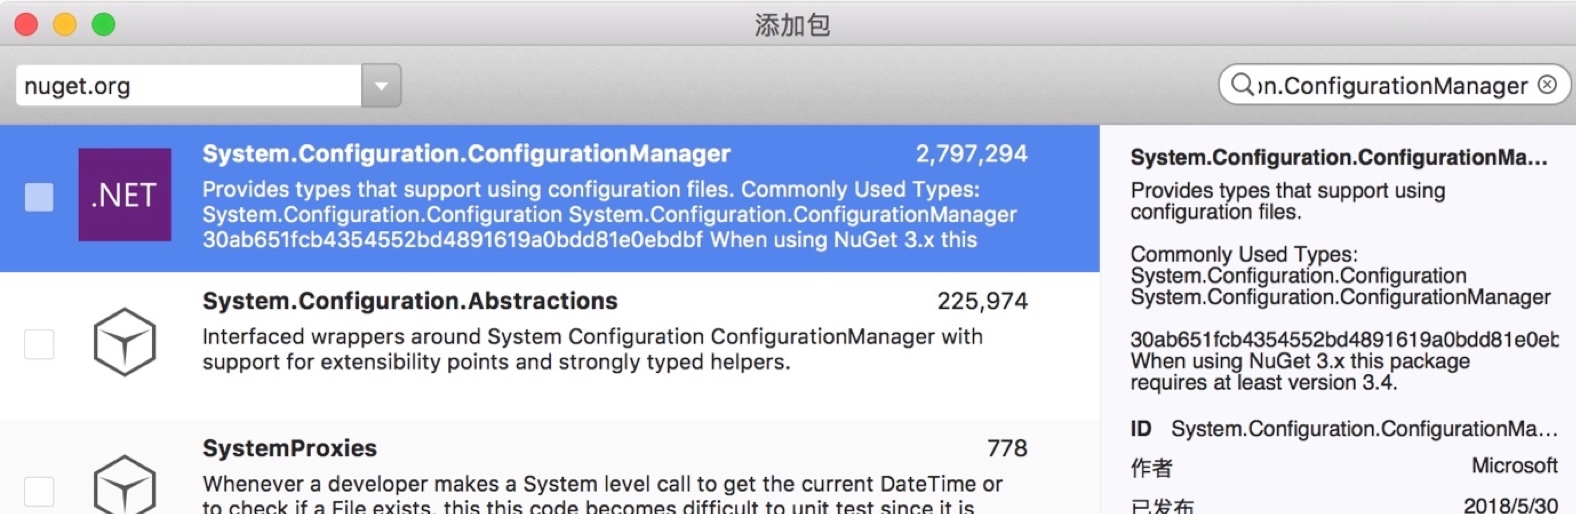 添加包
nuget.org
n.ConfigurationManager
System.Configuration.ConfigurationManager 2,797,294
.NET
Provides types that support using configuration files. Commonly Used Types:
System.Configuration.Configuration System.Configuration.ConfigurationManager
30ab651fcb4354552bd4891619a0bdd81e0ebdbf When using NuGet 3.x this
System.Configuration.Abstractions 225,974
Interfaced wrappers around System Configuration ConfigurationManager with
support for extensibility points and strongly typed helpers.
SystemProxies 778
Whenever a developer makes a System level call to get the current DateTime or
to check if a File exists, this this code becomes difficult to unit test since it is
System.Configuration.ConfigurationMa...
Provides types that support using
configuration files.
Commonly Used Types:
System.Configuration.Configuration
System.Configuration.ConfigurationManager
30ab651fcb4354552bd4891619a0bdd81e0eb
When using NuGet 3.x this package
requires at least version 3.4.
ID System.Configuration.ConfigurationMa...
作者 Microsoft
已发布 2018/5/30